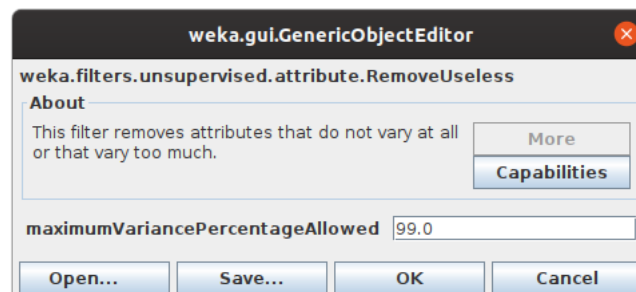 weka.gui.GenericObjectEditor
weka.filters.unsupervised.attribute.RemoveUseless
About
This filter removes attributes that do not vary at all
or that vary too much.
More
Capabilities
maximumVariancePercentageAllowed 99.0
Open... Save... OK Cancel